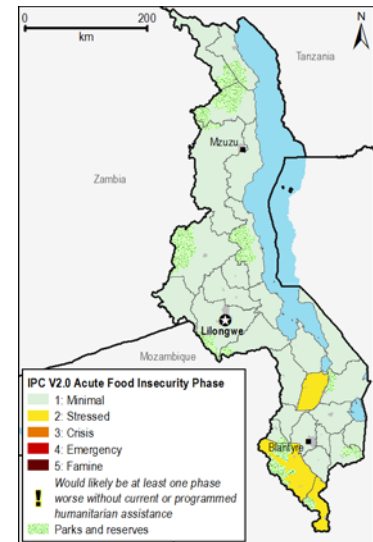 0 200
km
N
Tanzania
Mzuzu
Zambia
Lilongwe
Mozambique
Blantyre
IPC V2.0 Acute Food Insecurity Phase
1: Minimal
2: Stressed
3: Crisis
4: Emergency
5: Famine
! Would likely be at least one phase
worse without current or programmed
humanitarian assistance
Parks and reserves